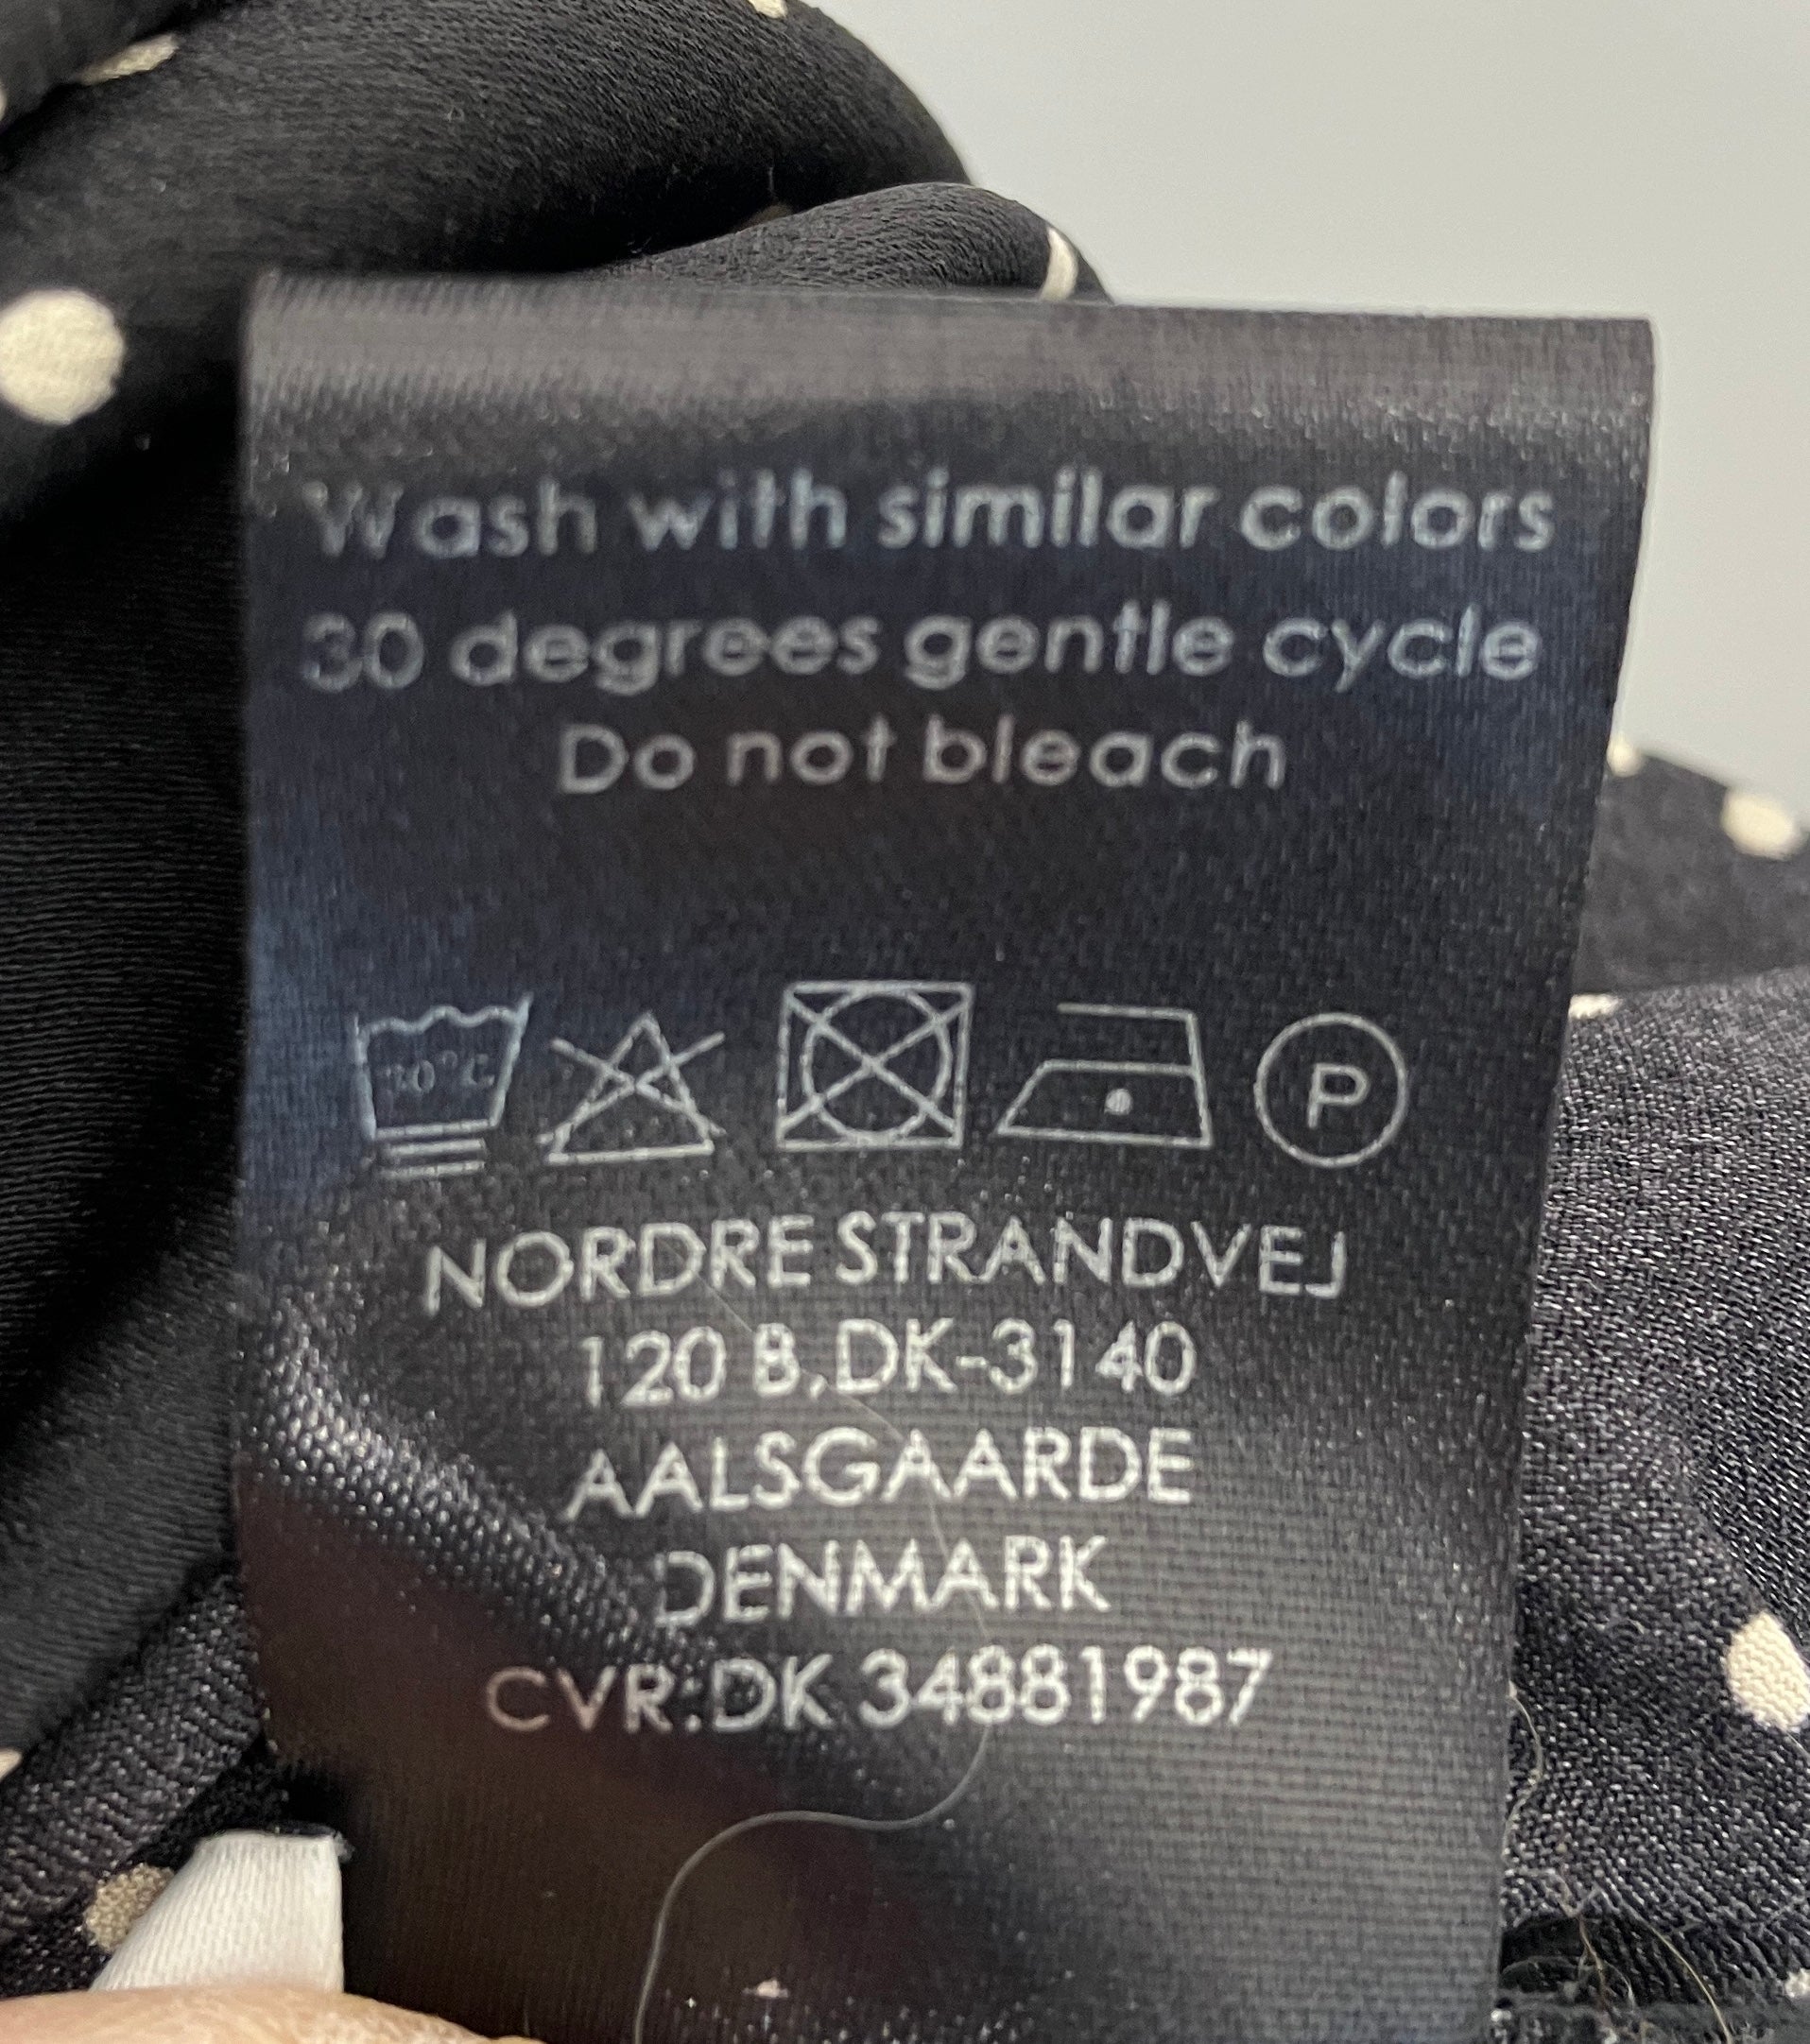 Wash with similar colors
30 degrees gentle cycle
Do not bleach
30°C
P
NORDRE STRANDVEJ
120 B,DK-3140
AALSGAARDE
DENMARK
CVR:DK 34881987